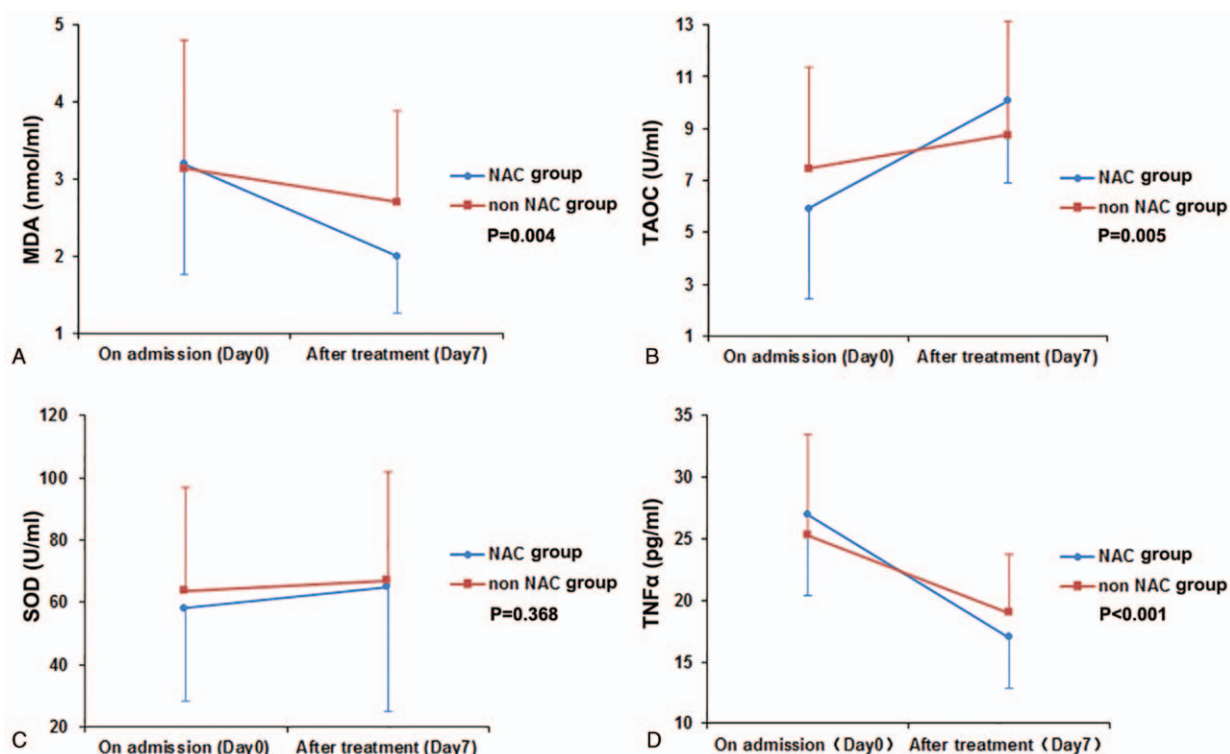 5
4
3
2
1
MDA (nmol/ml)
NAC group
non NAC group
P=0.004
A
On admission (Day0)
After treatment (Day7)
13
11
9
7
5
3
1
TAOC (U/ml)
NAC group
non NAC group
P=0.005
B
On admission (Day0)
After treatment (Day7)
120
100
80
60
40
20
SOD (U/ml)
NAC group
non NAC group
P=0.368
C
On admission (Day0)
After treatment (Day7)
35
30
25
20
15
10
TNFα (pg/ml)
NAC group
non NAC group
P<0.001
D
On admission（Day0）
After treatment（Day7）